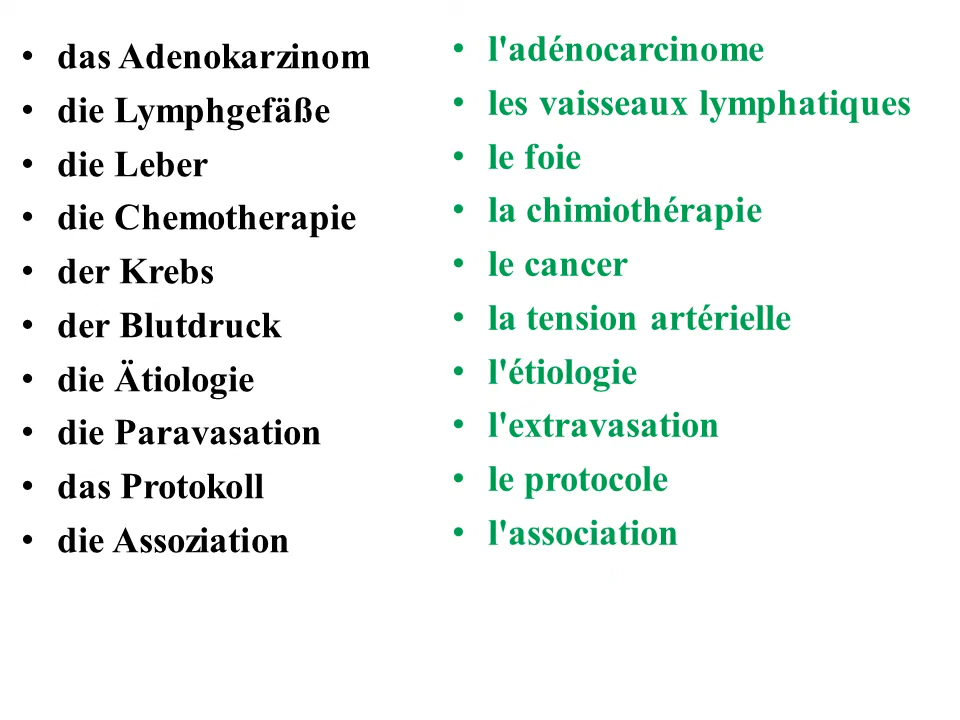 • das Adenokarzinom
• die Lymphgefäße
• die Leber
• die Chemotherapie
• der Krebs
• der Blutdruck
• die Ätiologie
• die Paravasation
• das Protokoll
• die Assoziation
• l'adénocarcinome
• les vaisseaux lymphatiques
• le foie
• la chimiothérapie
• le cancer
• la tension artérielle
• l'étiologie
• l'extravasation
• le protocole
• l'association